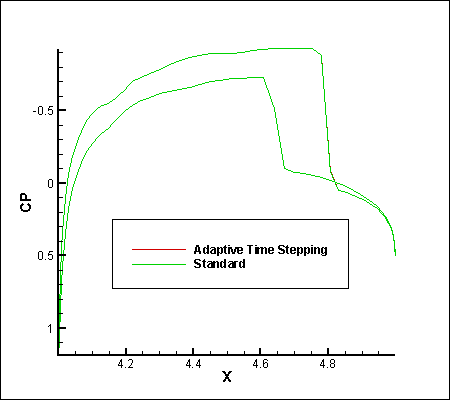 -0.5
0
0.5
1
CP
Adaptive Time Stepping
Standard
4.2 4.4 4.6 4.8
X